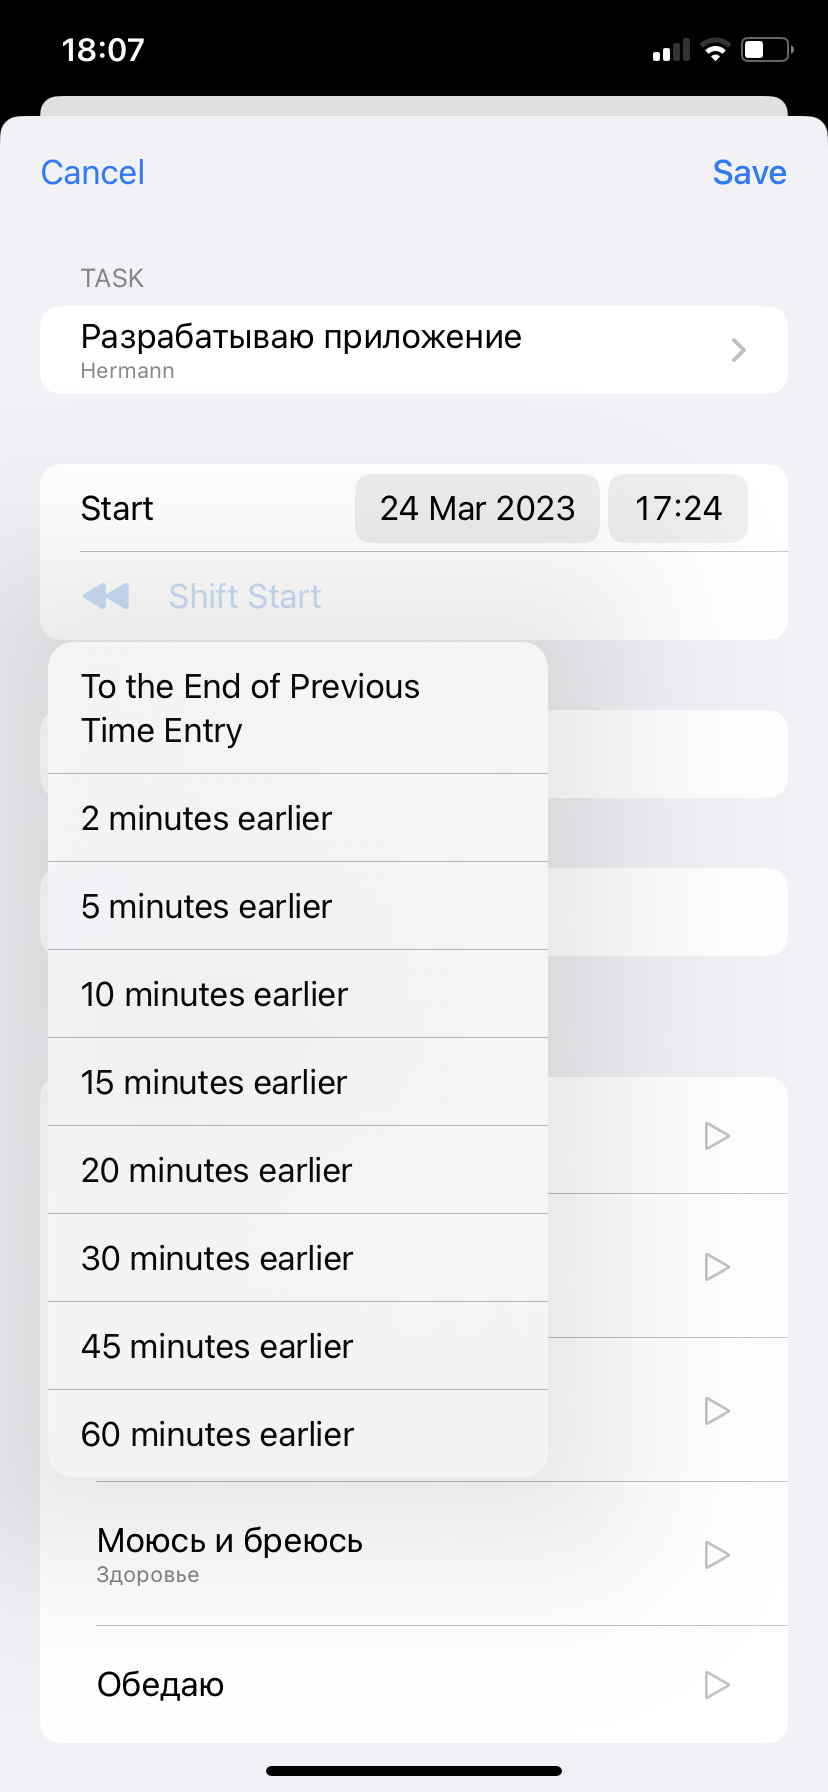 18:07
Cancel
Save
TASK
Разрабатываю приложение
Hermann
Start
24 Mar 2023
17:24
Shift Start
To the End of Previous
Time Entry
2 minutes earlier
5 minutes earlier
10 minutes earlier
15 minutes earlier
20 minutes earlier
30 minutes earlier
45 minutes earlier
60 minutes earlier
Моюсь и бреюсь
Здоровье
Обедаю